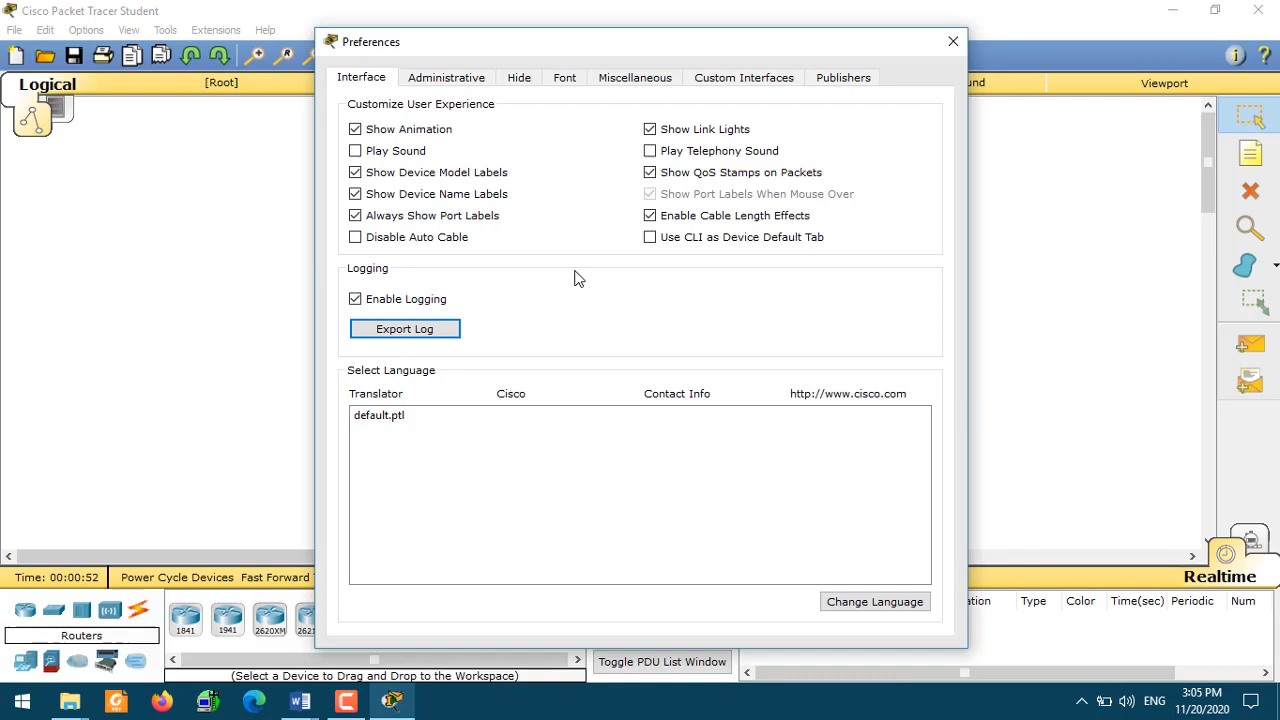 Cisco Packet Tracer Student
File Edit Options View Tools Extensions Help
Logical
[Root]
Viewport
Preferences
Interface Administrative Hide Font Miscellaneous Custom Interfaces Publishers
Customize User Experience
Show Animation
Show Link Lights
Play Sound
Play Telephony Sound
Show Device Model Labels
Show QoS Stamps on Packets
Show Device Name Labels
Show Port Labels When Mouse Over
Always Show Port Labels
Enable Cable Length Effects
Disable Auto Cable
Use CLI as Device Default Tab
Logging
Enable Logging
Export Log
Select Language
Translator Cisco Contact Info http://www.cisco.com
default.ptl
Change Language
Time: 00:00:52 Power Cycle Devices Fast Forward
Realtime
Type Color Time(sec) Periodic Num
Routers
1841 1941 2620XM
(Select a Device to Drag and Drop to the Workspace)
Toggle PDU List Window
ENG
3:05 PM
11/20/2020